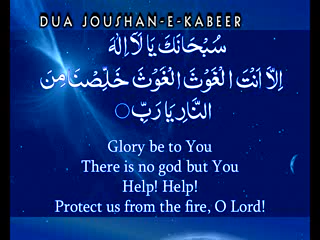 DUA JOUSHAN-E-KABEER
سُبْحَانَكَ يَا لَا إِلٰهَ
إِلَّا أَنْتَ الْغَوْثَ الْغَوْثَ خَلِّصْنَا مِنَ
النَّارِ يَا رَبِّ
Glory be to You
There is no god but You
Help! Help!
Protect us from the fire, O Lord!